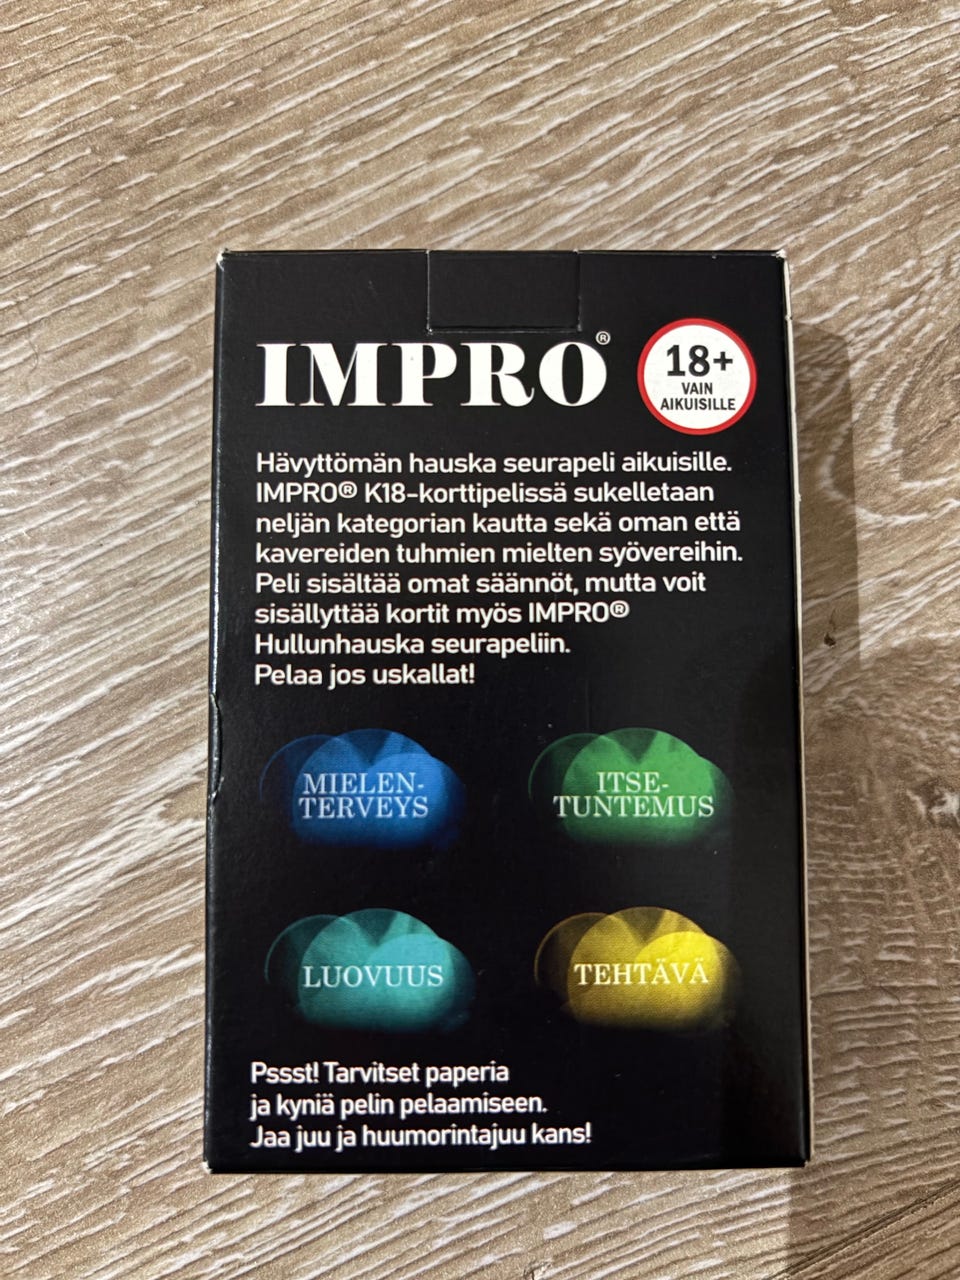 IMPRO®
18+
VAIN
AIKUISILLE
Hävyttömän hauska seurapeli aikuisille.
IMPRO® K18-korttipelissä sukelletaan
neljän kategorian kautta sekä oman että
kavereiden tuhmien mielten syövereihin.
Peli sisältää omat säännöt, mutta voit
sisällyttää kortit myös IMPRO®
Hullunhauska seurapeliin.
Pelaa jos uskallat!
MIELEN-
TERVEYS
ITSE-
TUNTEMUS
LUOVUUS
TEHTÄVÄ
Pssst! Tarvitset paperia
ja kyniä pelin pelaamiseen.
Jaa juu ja huumorintajuu kans!